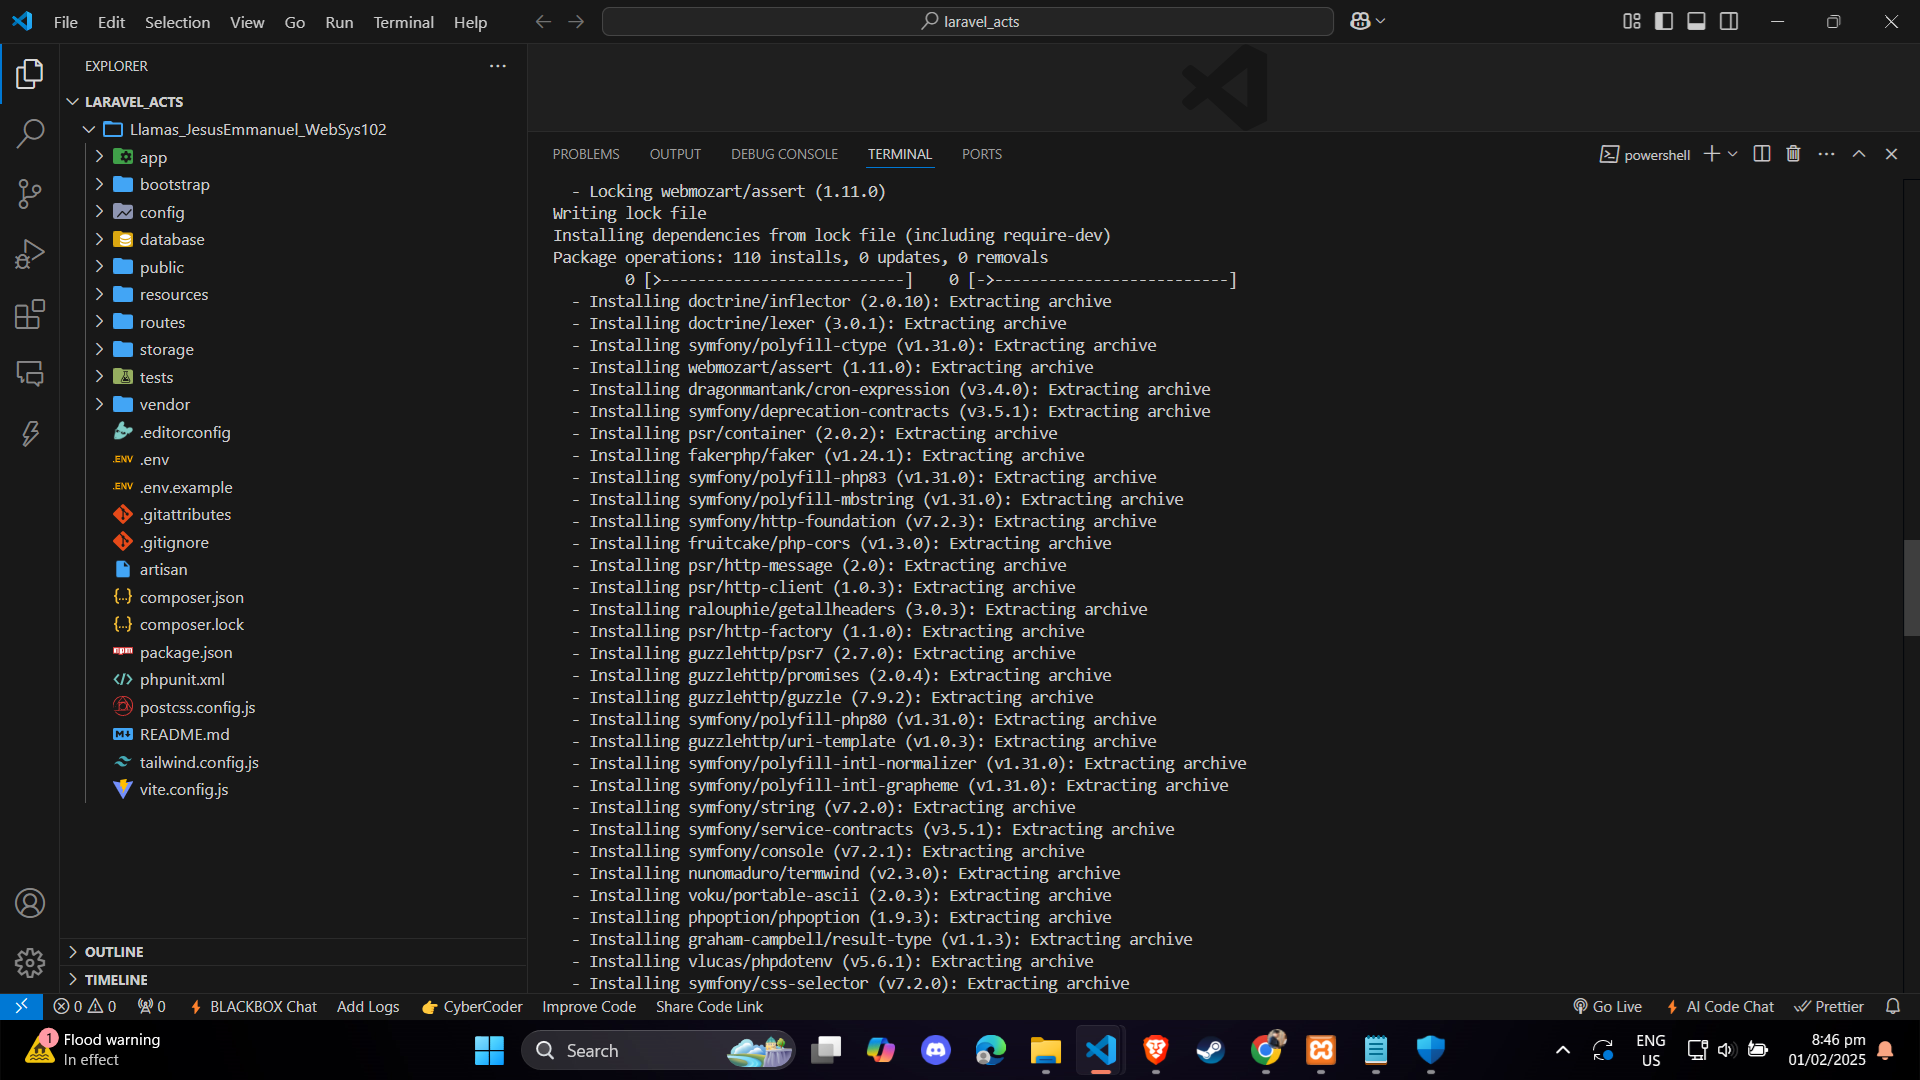 File Edit Selection View Go Run Terminal Help
laravel_acts
EXPLORER
LARAVEL_ACTS
Llamas_JesusEmmanuel_WebSys102
app
bootstrap
config
database
public
resources
routes
storage
tests
vendor
.editorconfig
.ENV .env
.ENV .env.example
.gitattributes
.gitignore
artisan
{..} composer.json
{..} composer.lock
npm package.json
</> phpunit.xml
postcss.config.js
README.md
tailwind.config.js
vite.config.js
OUTLINE
TIMELINE
PROBLEMS OUTPUT DEBUG CONSOLE TERMINAL PORTS
powershell
- Locking webmozart/assert (1.11.0)
Writing lock file
Installing dependencies from lock file (including require-dev)
Package operations: 110 installs, 0 updates, 0 removals
0 [>---------------------------] 0 [->--------------------------]
- Installing doctrine/inflector (2.0.10): Extracting archive
- Installing doctrine/lexer (3.0.1): Extracting archive
- Installing symfony/polyfill-ctype (v1.31.0): Extracting archive
- Installing webmozart/assert (1.11.0): Extracting archive
- Installing dragonmantank/cron-expression (v3.4.0): Extracting archive
- Installing symfony/deprecation-contracts (v3.5.1): Extracting archive
- Installing psr/container (2.0.2): Extracting archive
- Installing fakerphp/faker (v1.24.1): Extracting archive
- Installing symfony/polyfill-php83 (v1.31.0): Extracting archive
- Installing symfony/polyfill-mbstring (v1.31.0): Extracting archive
- Installing symfony/http-foundation (v7.2.3): Extracting archive
- Installing fruitcake/php-cors (v1.3.0): Extracting archive
- Installing psr/http-message (2.0): Extracting archive
- Installing psr/http-client (1.0.3): Extracting archive
- Installing ralouphie/getallheaders (3.0.3): Extracting archive
- Installing psr/http-factory (1.1.0): Extracting archive
- Installing guzzlehttp/psr7 (2.7.0): Extracting archive
- Installing guzzlehttp/promises (2.0.4): Extracting archive
- Installing guzzlehttp/guzzle (7.9.2): Extracting archive
- Installing symfony/polyfill-php80 (v1.31.0): Extracting archive
- Installing guzzlehttp/uri-template (v1.0.3): Extracting archive
- Installing symfony/polyfill-intl-normalizer (v1.31.0): Extracting archive
- Installing symfony/polyfill-intl-grapheme (v1.31.0): Extracting archive
- Installing symfony/string (v7.2.0): Extracting archive
- Installing symfony/service-contracts (v3.5.1): Extracting archive
- Installing symfony/console (v7.2.1): Extracting archive
- Installing nunomaduro/termwind (v2.3.0): Extracting archive
- Installing voku/portable-ascii (2.0.3): Extracting archive
- Installing phpoption/phpoption (1.9.3): Extracting archive
- Installing graham-campbell/result-type (v1.1.3): Extracting archive
- Installing vlucas/phpdotenv (v5.6.1): Extracting archive
- Installing symfony/css-selector (v7.2.0): Extracting archive
0 0 0 BLACKBOX Chat Add Logs CyberCoder Improve Code Share Code Link Go Live AI Code Chat Prettier
1 Flood warning
In effect
Search
ENG
US
8:46 pm
01/02/2025